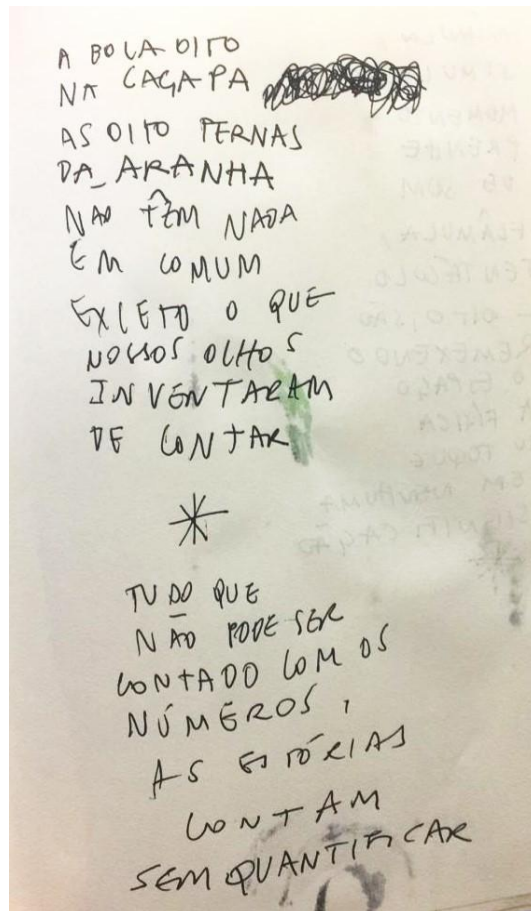 A BOLA OITO
NA CAÇAPA
AS OITO PERNAS
DA ARANHA
NÃO TÊM NADA
EM COMUM
EXCETO O QUE
NOSSOS OLHOS
INVENTARAM
DE CONTAR
*
TUDO QUE
NÃO PODE SER
CONTADO COM OS
NÚMEROS,
AS ESTÓRIAS
CONTAM
SEM QUANTIFICAR